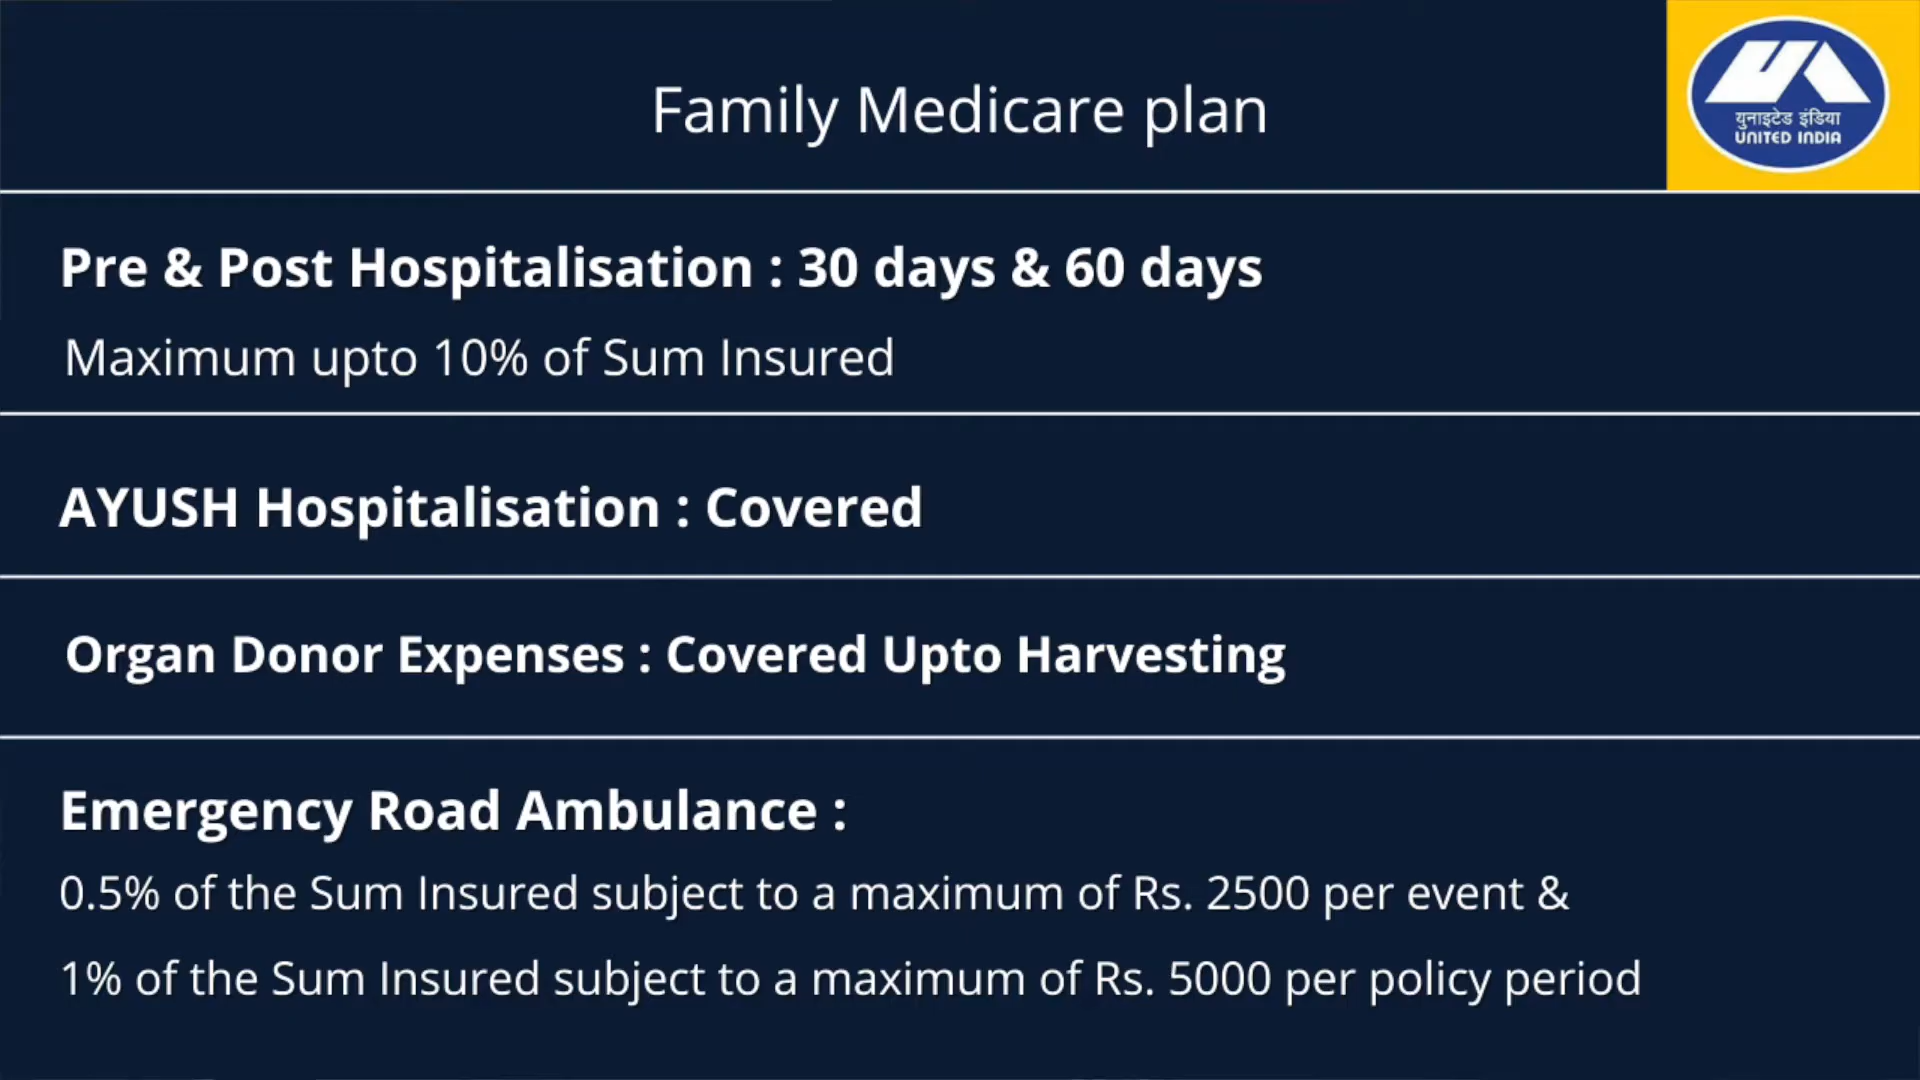 Family Medicare plan
युनाइटेड इंडिया
UNITED INDIA
Pre & Post Hospitalisation : 30 days & 60 days
Maximum upto 10% of Sum Insured
AYUSH Hospitalisation : Covered
Organ Donor Expenses : Covered Upto Harvesting
Emergency Road Ambulance :
0.5% of the Sum Insured subject to a maximum of Rs. 2500 per event &
1% of the Sum Insured subject to a maximum of Rs. 5000 per policy period